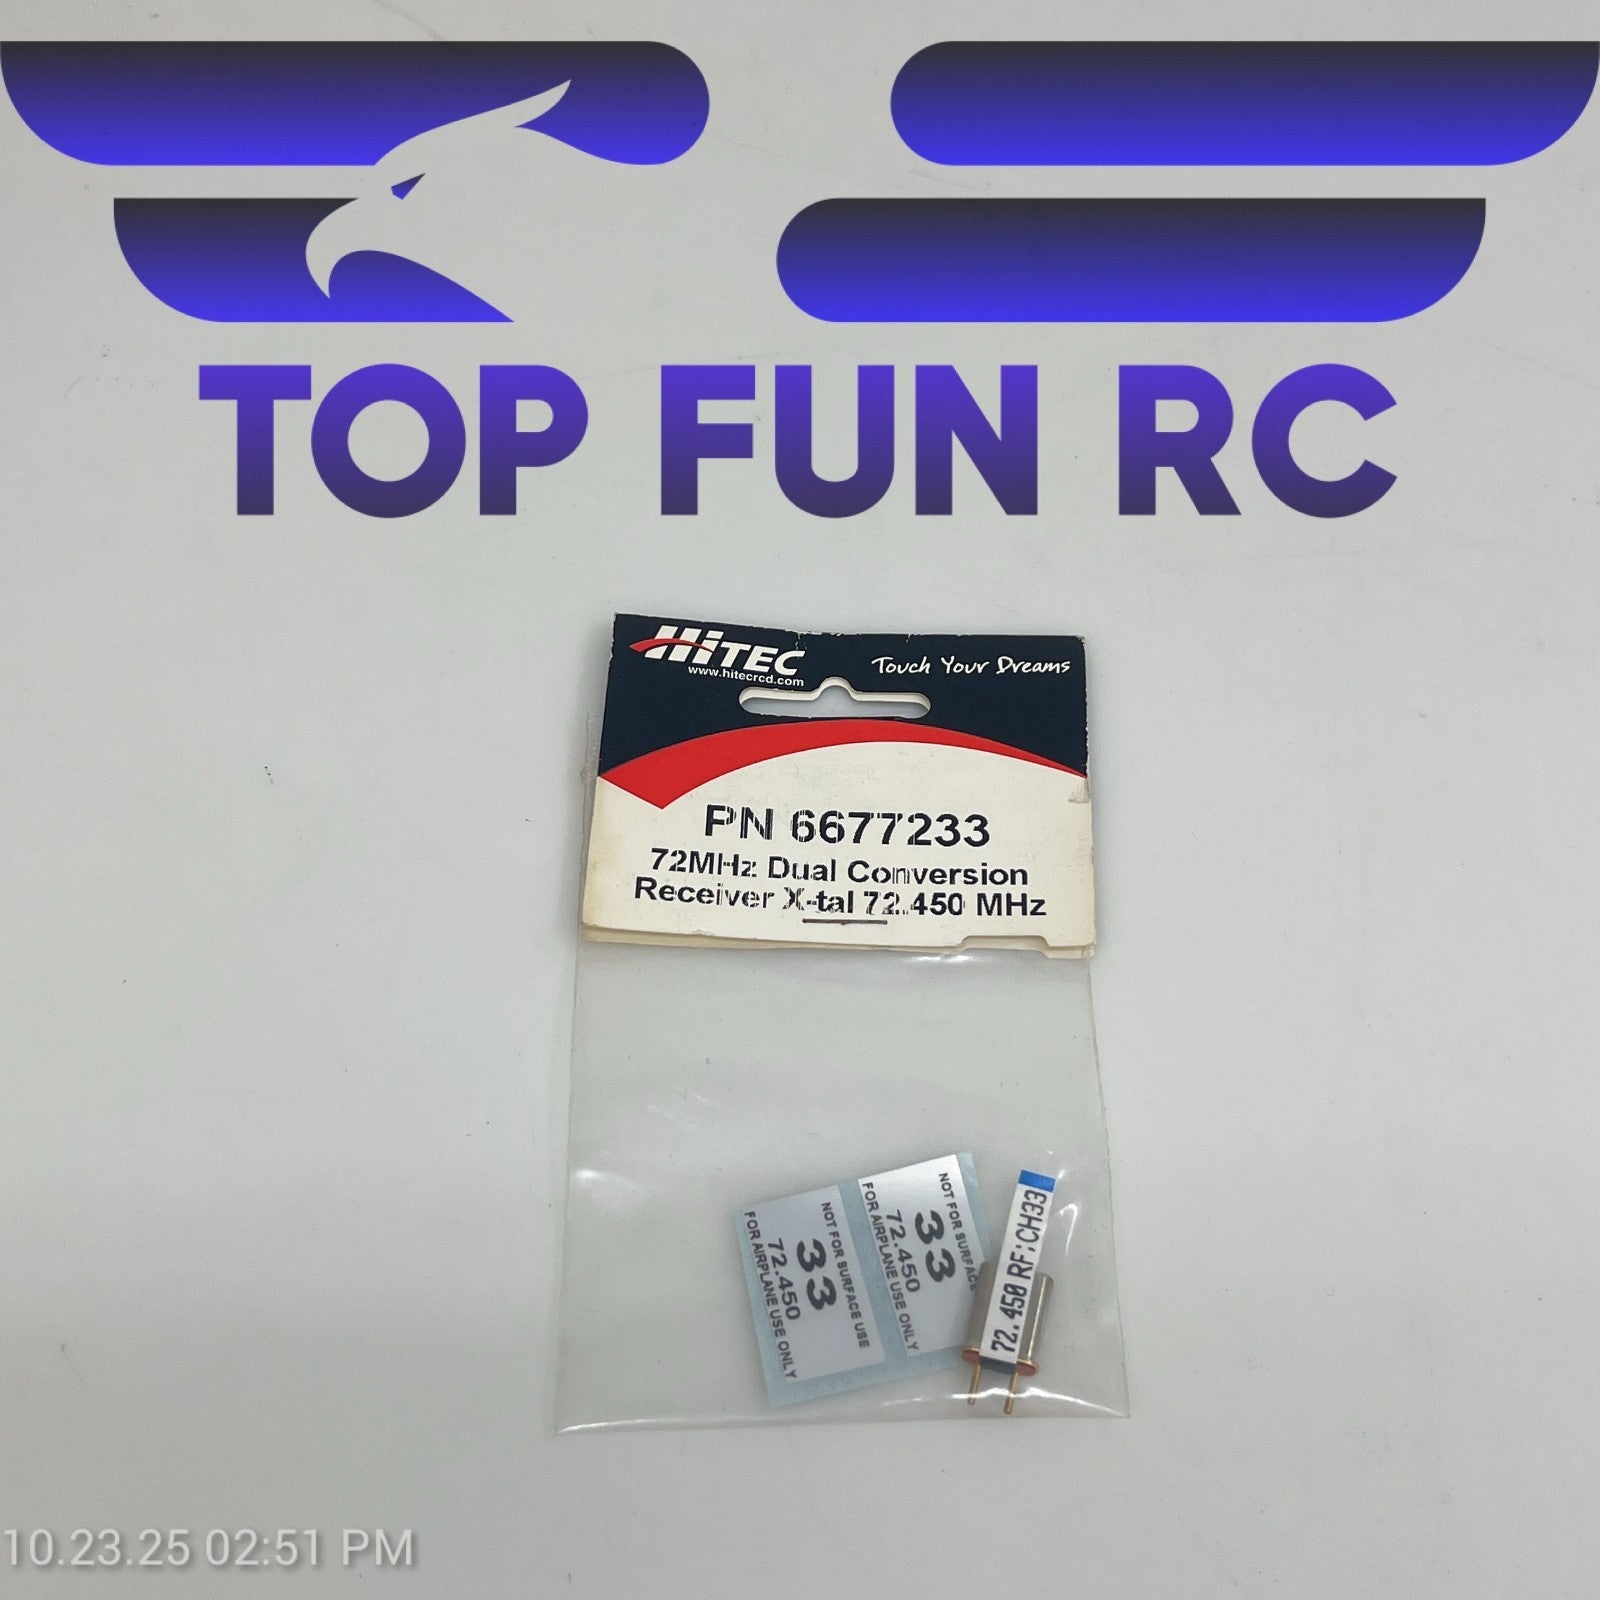 TOP FUN RC
HiTEC
www.hitecrcd.com
Touch Your Dreams
PN 6677233
72MHz Dual Conversion
Receiver X-tal 72.450 MHz
NOT FOR SURFACE USE
33
72.450
FOR AIRPLANE USE ONLY
NOT FOR SURFACE
33
72.450
FOR AIRPLANE USE ONLY
72.450 RF:CH33
10.23.25 02:51 PM